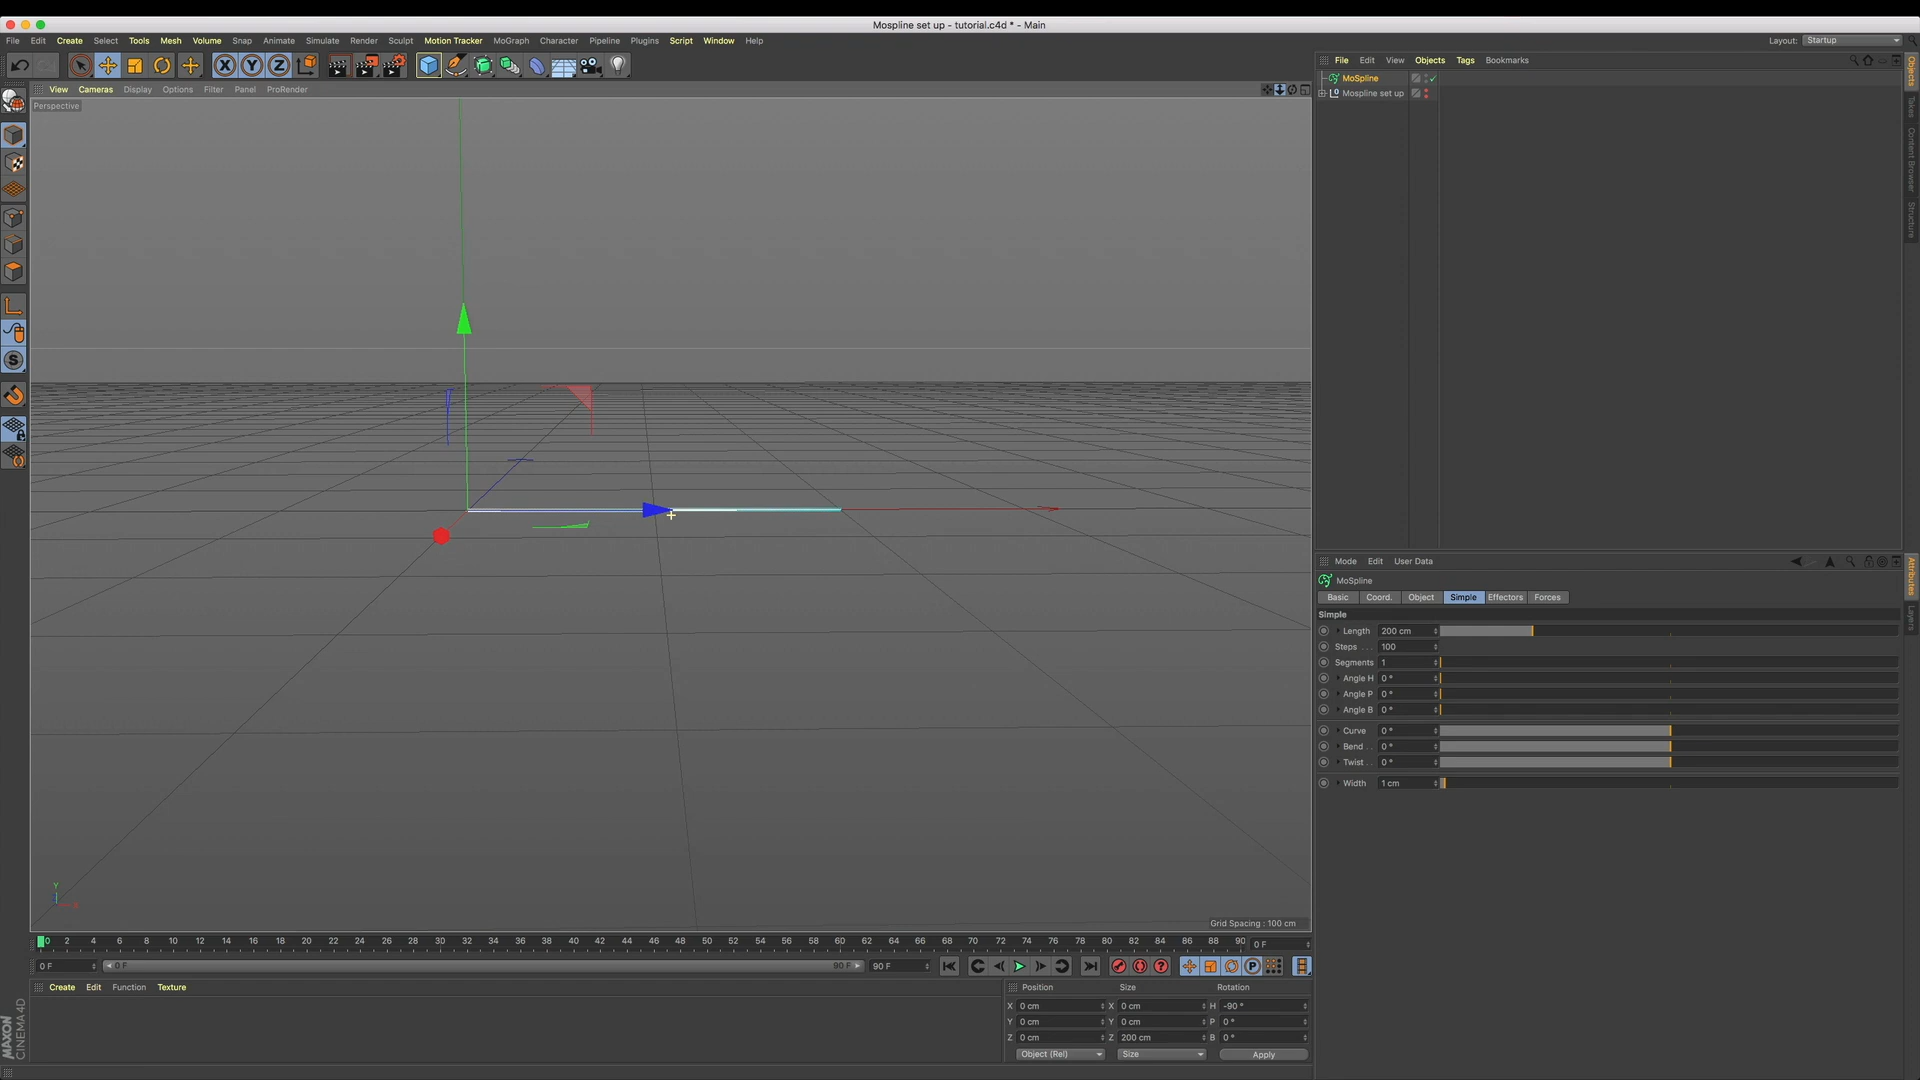 Mospline set up - tutorial.c4d * - Main
File Edit Create Select Tools Mesh Volume Snap Animate Simulate Render Sculpt Motion Tracker MoGraph Character Pipeline Plugins Script Window Help Layout: Startup
View Cameras Display Options Filter Panel ProRender
Perspective
File Edit View Objects Tags Bookmarks
MoSpline
Mospline set up
Objects
Takes
Content Browser
Structure
Mode Edit User Data
MoSpline
Basic Coord. Object Simple Effectors Forces
Simple
Length 200 cm
Steps 100
Segments 1
Angle H 0 °
Angle P 0 °
Angle B 0 °
Curve 0 °
Bend 0 °
Twist 0 °
Width 1 cm
Attributes
Layers
Y
X
Grid Spacing : 100 cm
0 2 4 6 8 10 12 14 16 18 20 22 24 26 28 30 32 34 36 38 40 42 44 46 48 50 52 54 56 58 60 62 64 66 68 70 72 74 76 78 80 82 84 86 88 90 0 F
0 F 0 F 90 F 90 F
Create Edit Function Texture
Position Size Rotation
X 0 cm X 0 cm H -90 °
Y 0 cm Y 0 cm P 0 °
Z 0 cm Z 200 cm B 0 °
Object (Rel) Size Apply
MAXON
CINEMA 4D